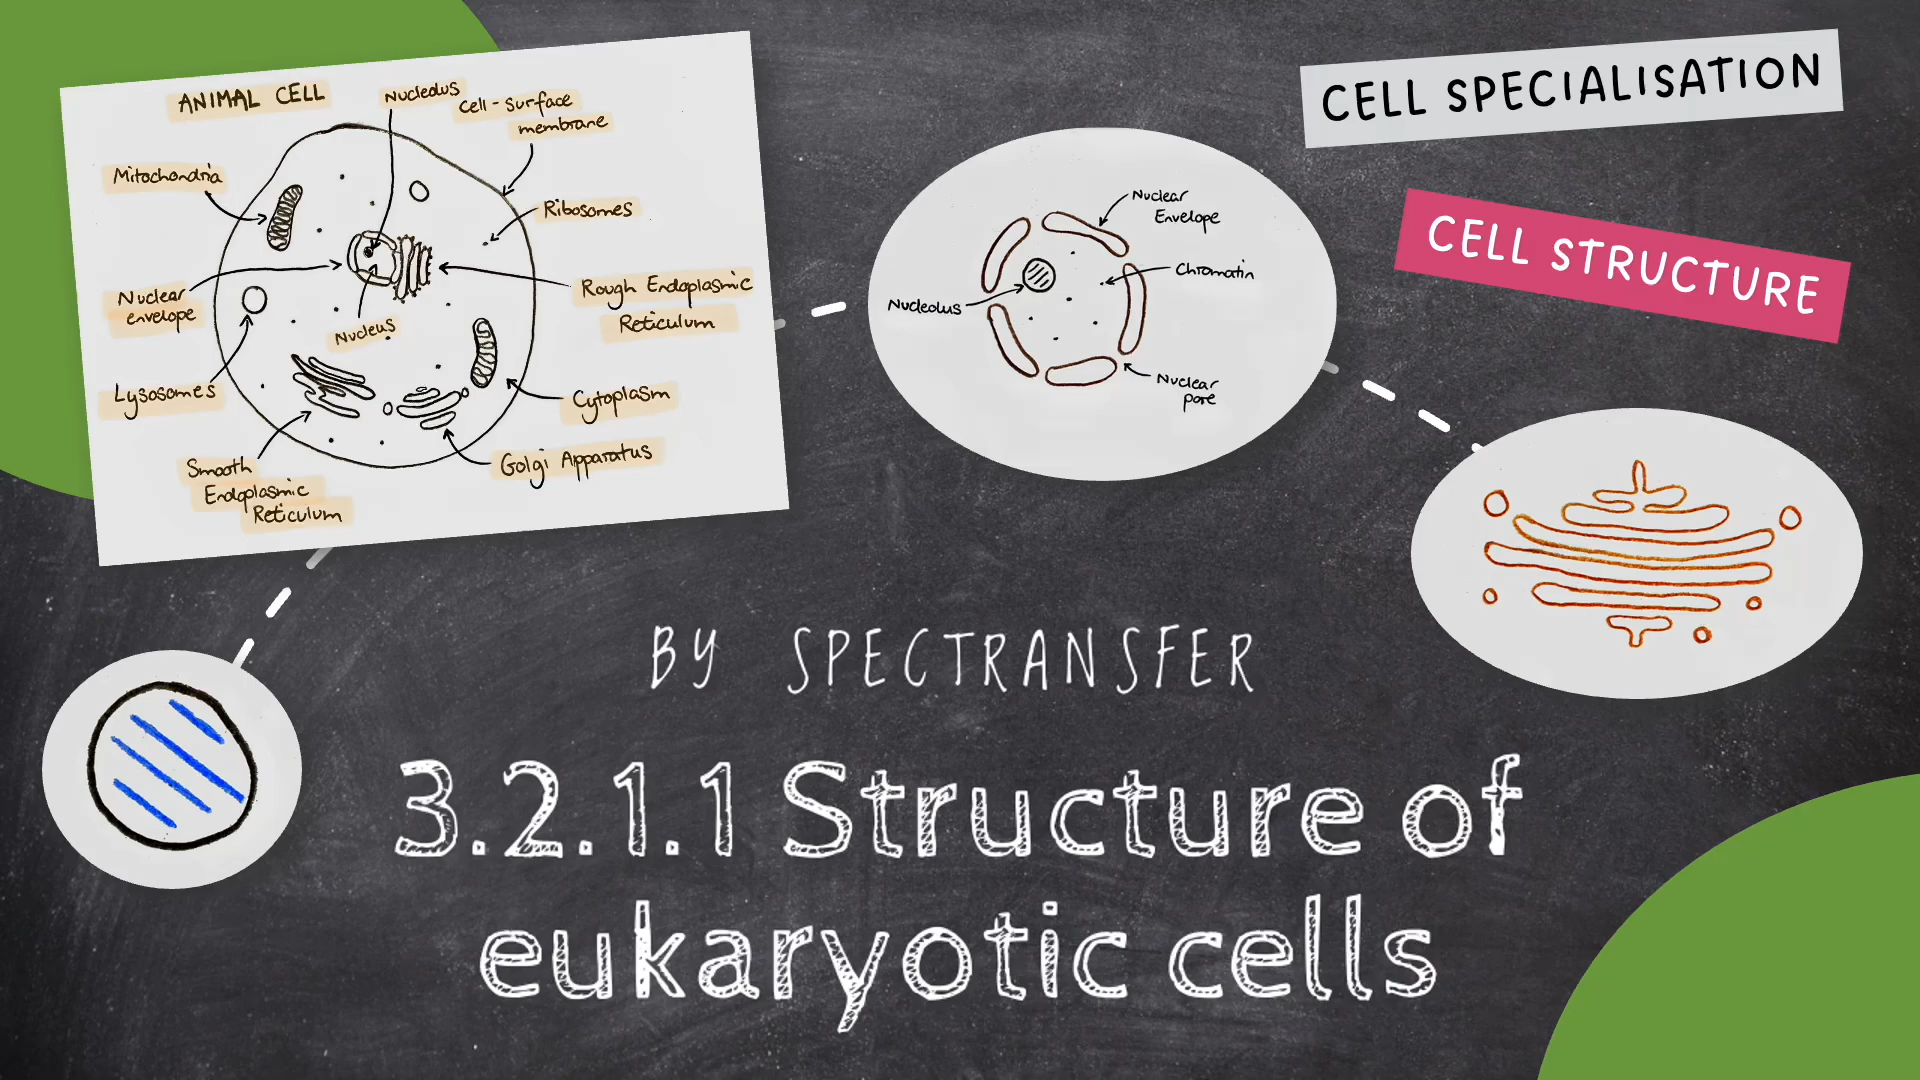 ANIMAL CELL
Nucleolus
Cell-surface
membrane
Mitochondria
Ribosomes
Nuclear
envelope
Nucleus
Rough Endoplasmic
Reticulum
Lysosomes
Cytoplasm
Smooth
Endoplasmic
Reticulum
Golgi Apparatus
Nuclear
Envelope
Chromatin
Nucleolus
Nuclear
pore
CELL SPECIALISATION
CELL STRUCTURE
BY SPECTRANSFER
3.2.1.1 Structure of
eukaryotic cells